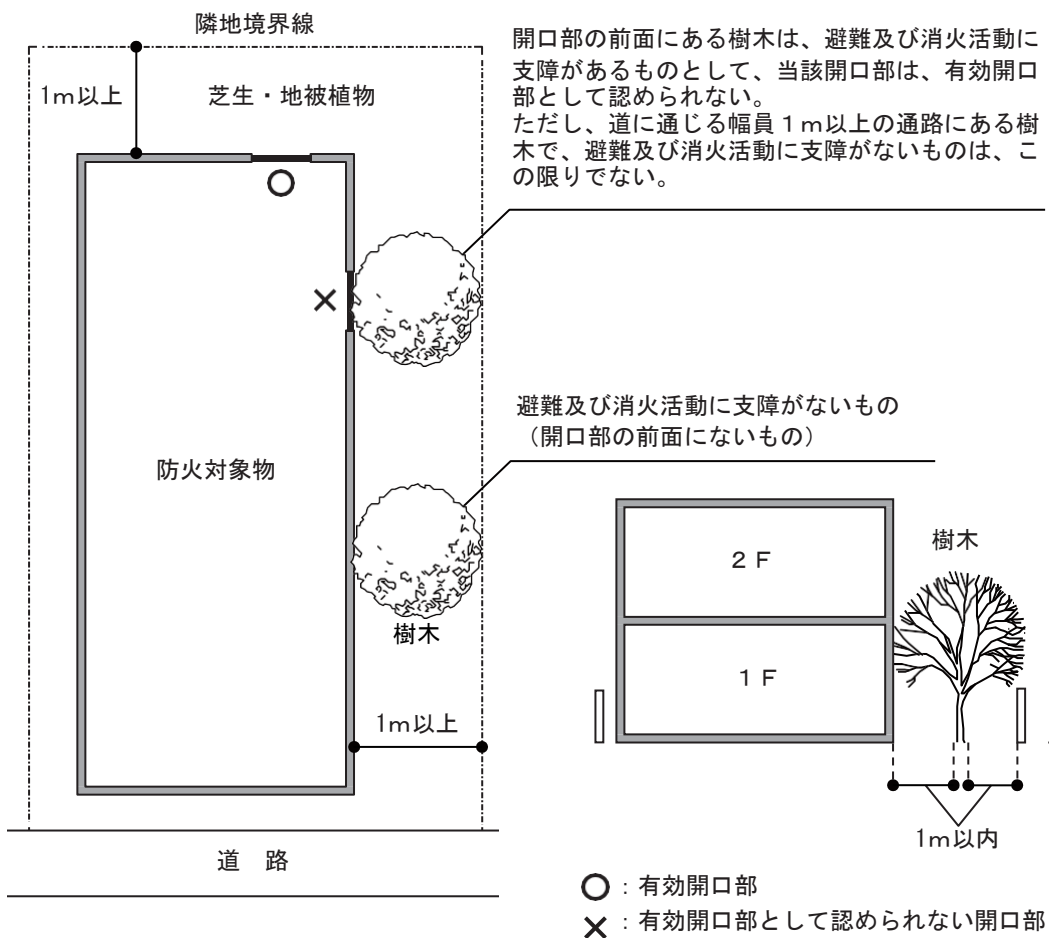 隣地境界線
1m以上
芝生・地被植物
開口部の前面にある樹木は、避難及び消火活動に
支障があるものとして、当該開口部は、有効開口
部として認められない。
ただし、道に通じる幅員１m以上の通路にある樹
木で、避難及び消火活動に支障がないものは、こ
の限りでない。
避難及び消火活動に支障がないもの
（開口部の前面にないもの）
防火対象物
樹木
1m以上
道　路
２Ｆ
１Ｆ
樹木
1m以内
○：有効開口部
×：有効開口部として認められない開口部